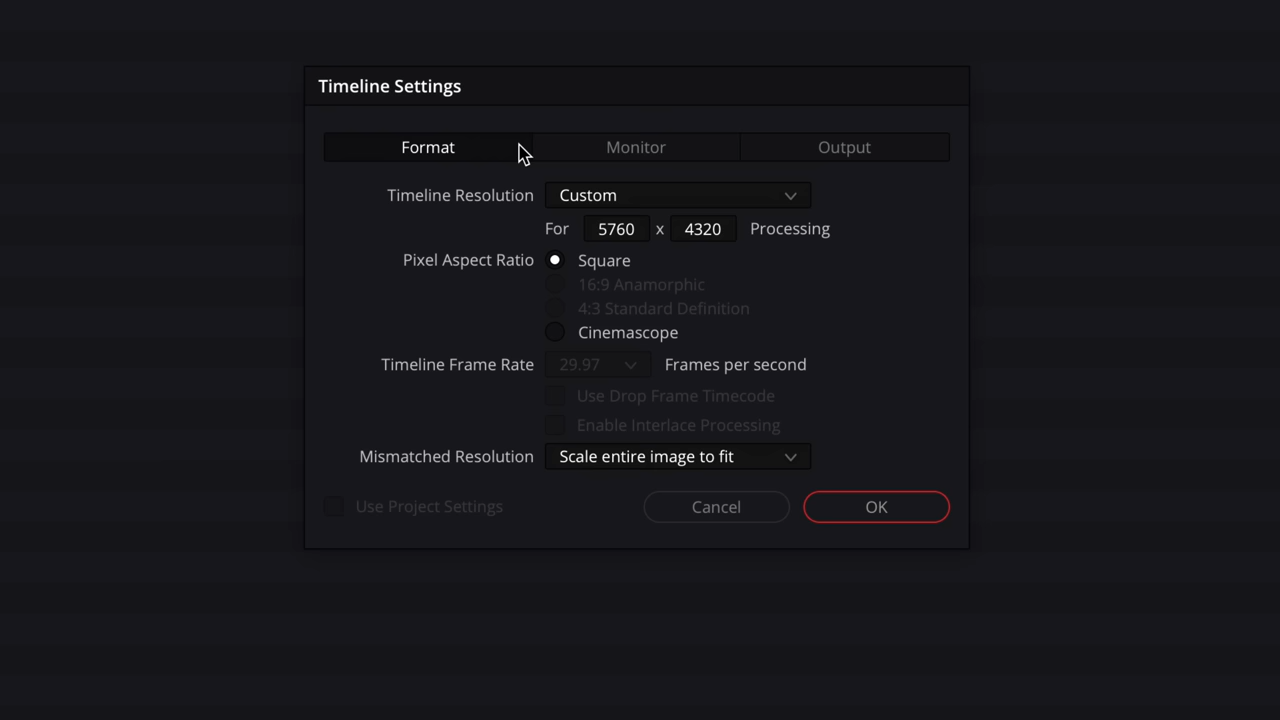 Timeline Settings
Format Monitor Output
Timeline Resolution Custom
For 5760 x 4320 Processing
Pixel Aspect Ratio Square
16:9 Anamorphic
4:3 Standard Definition
Cinemascope
Timeline Frame Rate 29.97 Frames per second
Use Drop Frame Timecode
Enable Interlace Processing
Mismatched Resolution Scale entire image to fit
Use Project Settings Cancel OK